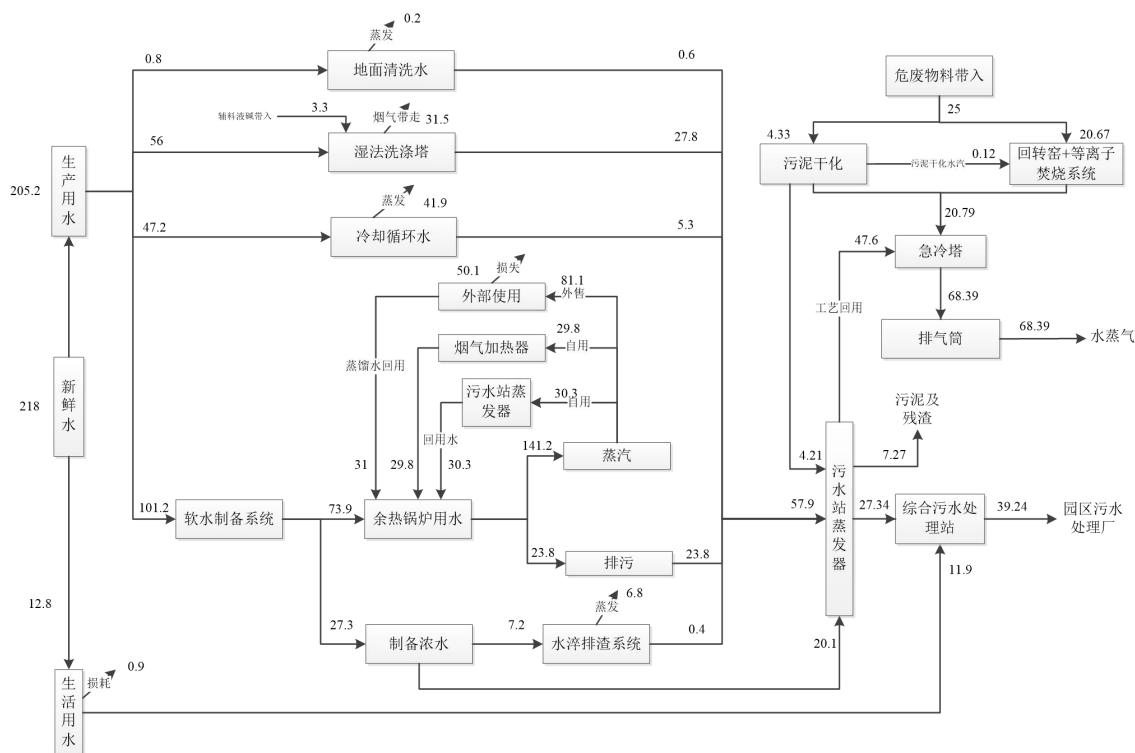 0.2
蒸发
0.8
地面清洗水
0.6
危废物料带入
25
辅料液碱带入
3.3
烟气带走
31.5
56
湿法洗涤塔
27.8
4.33
20.67
污泥干化
污泥干化水汽
0.12
回转窑+等离子
焚烧系统
生产用水
205.2
蒸发
41.9
47.2
冷却循环水
5.3
20.79
47.6
急冷塔
50.1
损失
81.1
外部使用
外售
工艺回用
68.39
排气筒
68.39
水蒸气
29.8
烟气加热器
自用
蒸馏水回用
新鲜水
218
污水站蒸
发器
30.3
自用
污泥及
残渣
回用水
141.2
蒸汽
31
29.8
30.3
4.21
7.27
污水站蒸发器
101.2
软水制备系统
73.9
余热锅炉用水
57.9
27.34
综合污水处
理站
39.24
园区污水
处理厂
23.8
排污
23.8
11.9
12.8
蒸发
6.8
27.3
制备浓水
7.2
水淬排渣系统
0.4
20.1
0.9
损耗
生活用水